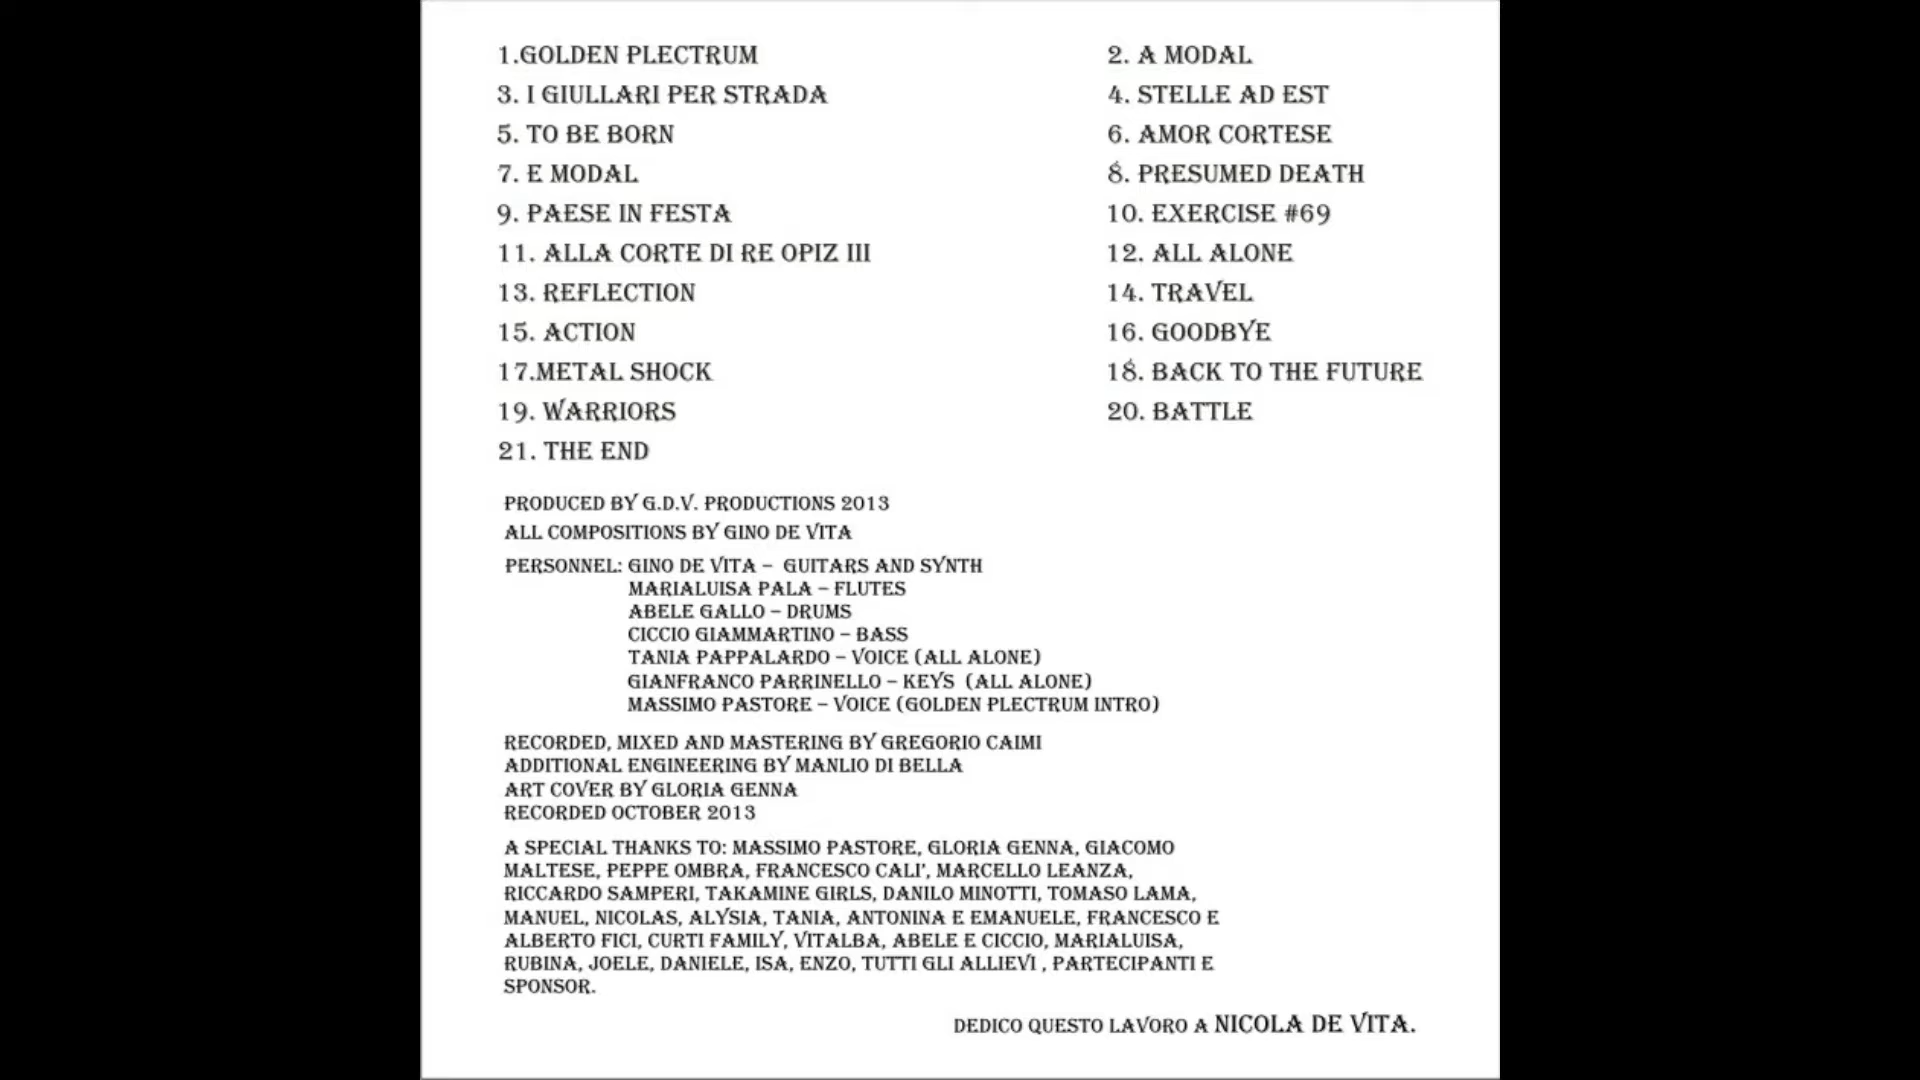 1.GOLDEN PLECTRUM 2. A MODAL
3. I GIULLARI PER STRADA 4. STELLE AD EST
5. TO BE BORN 6. AMOR CORTESE
7. E MODAL 8. PRESUMED DEATH
9. PAESE IN FESTA 10. EXERCISE #69
11. ALLA CORTE DI RE OPIZ III 12. ALL ALONE
13. REFLECTION 14. TRAVEL
15. ACTION 16. GOODBYE
17.METAL SHOCK 18. BACK TO THE FUTURE
19. WARRIORS 20. BATTLE
21. THE END
PRODUCED BY G.D.V. PRODUCTIONS 2013
ALL COMPOSITIONS BY GINO DE VITA
PERSONNEL: GINO DE VITA – GUITARS AND SYNTH
MARIALUISA PALA – FLUTES
ABELE GALLO – DRUMS
CICCIO GIAMMARTINO – BASS
TANIA PAPPALARDO – VOICE (ALL ALONE)
GIANFRANCO PARRINELLO – KEYS (ALL ALONE)
MASSIMO PASTORE – VOICE (GOLDEN PLECTRUM INTRO)
RECORDED, MIXED AND MASTERING BY GREGORIO CAIMI
ADDITIONAL ENGINEERING BY MANLIO DI BELLA
ART COVER BY GLORIA GENNA
RECORDED OCTOBER 2013
A SPECIAL THANKS TO: MASSIMO PASTORE, GLORIA GENNA, GIACOMO
MALTESE, PEPPE OMBRA, FRANCESCO CALI', MARCELLO LEANZA,
RICCARDO SAMPERI, TAKAMINE GIRLS, DANILO MINOTTI, TOMASO LAMA,
MANUEL, NICOLAS, ALYSIA, TANIA, ANTONINA E EMANUELE, FRANCESCO E
ALBERTO FICI, CURTI FAMILY, VITALBA, ABELE E CICCIO, MARIALUISA,
RUBINA, JOELE, DANIELE, ISA, ENZO, TUTTI GLI ALLIEVI , PARTECIPANTI E
SPONSOR.
DEDICO QUESTO LAVORO A NICOLA DE VITA.